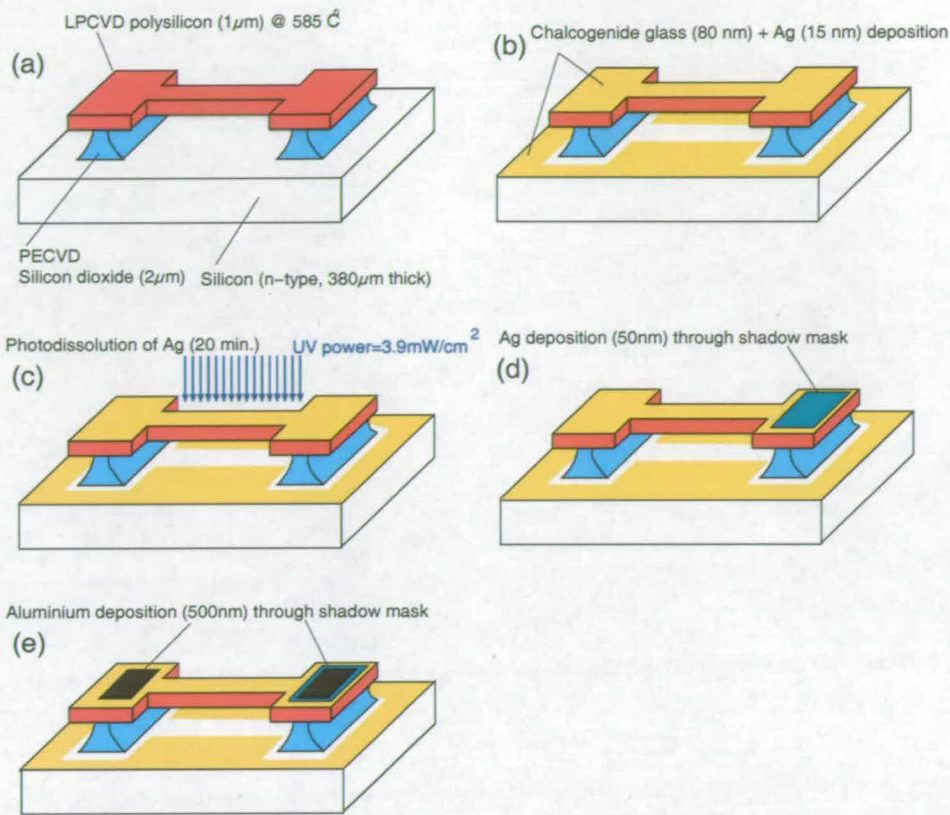 LPCVD polysilicon (1µm) @ 585 C̊
(a)
PECVD
Silicon dioxide (2µm)
Silicon (n-type, 380µm thick)
(b)
Chalcogenide glass (80 nm) + Ag (15 nm) deposition
Photodissolution of Ag (20 min.)
UV power=3.9mW/cm²
(c)
Ag deposition (50nm) through shadow mask
(d)
Aluminium deposition (500nm) through shadow mask
(e)